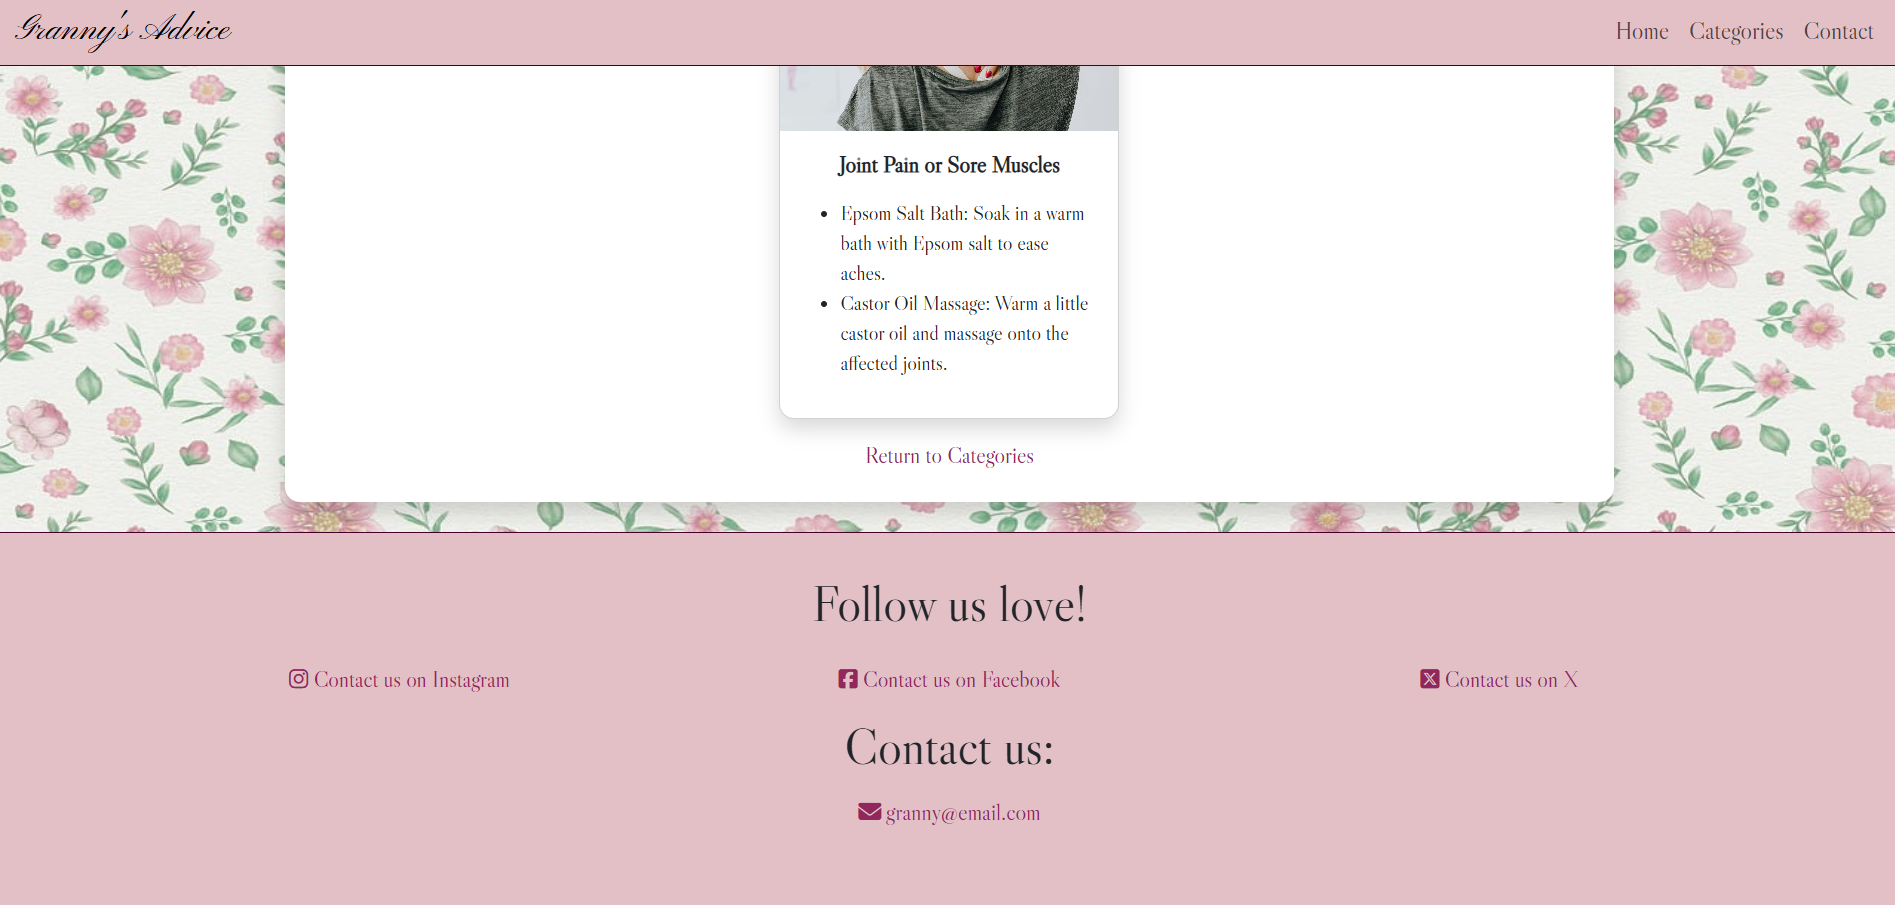 Granny's Advice
Home Categories Contact
Joint Pain or Sore Muscles
Epsom Salt Bath: Soak in a warm
bath with Epsom salt to ease
aches.
Castor Oil Massage: Warm a little
castor oil and massage onto the
affected joints.
Return to Categories
Follow us love!
Contact us on Instagram
Contact us on Facebook
Contact us on X
Contact us:
granny@email.com